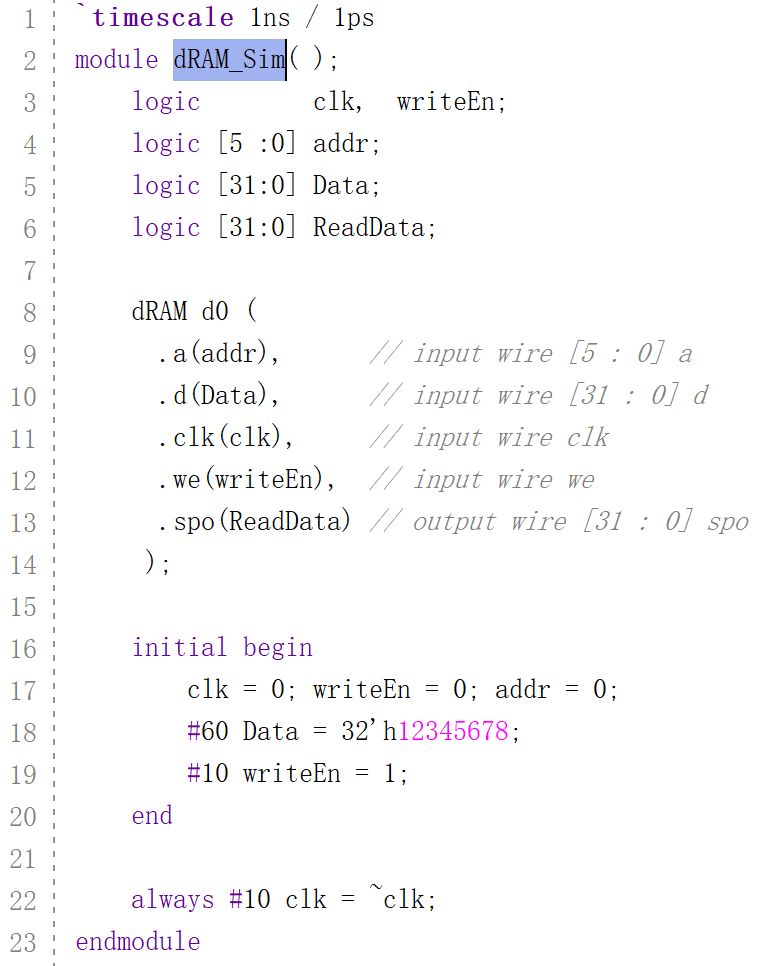 1 `timescale 1ns / 1ps
2 module dRAM_Sim( );
3     logic        clk,  writeEn;
4     logic [5 :0] addr;
5     logic [31:0] Data;
6     logic [31:0] ReadData;
7
8     dRAM d0 (
9       .a(addr),      // input wire [5 : 0] a
10       .d(Data),      // input wire [31 : 0] d
11       .clk(clk),     // input wire clk
12       .we(writeEn),  // input wire we
13       .spo(ReadData) // output wire [31 : 0] spo
14      );
15
16     initial begin
17         clk = 0; writeEn = 0; addr = 0;
18         #60 Data = 32'h12345678;
19         #10 writeEn = 1;
20     end
21
22     always #10 clk = ~clk;
23 endmodule